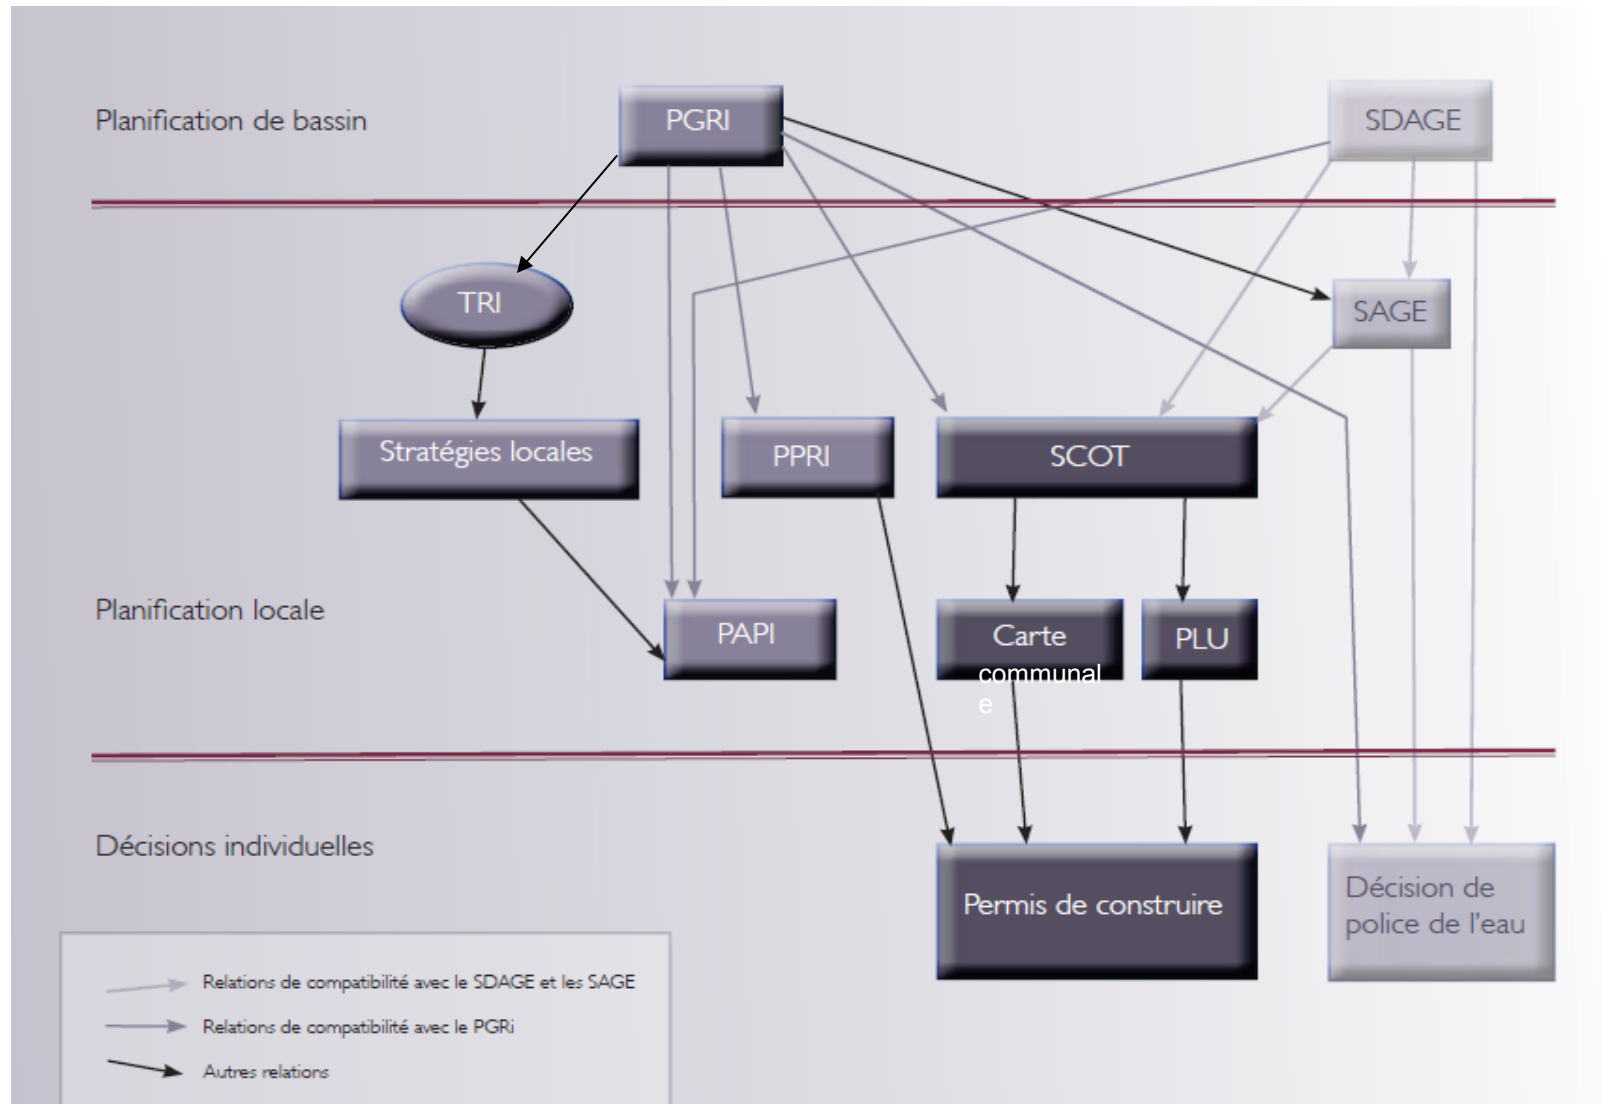 Planification de bassin
PGRI
SDAGE
TRI
SAGE
Stratégies locales
PPRI
SCOT
Planification locale
PAPI
Carte
communal
e
PLU
Décisions individuelles
Permis de construire
Décision de
police de l'eau
Relations de compatibilité avec le SDAGE et les SAGE
Relations de compatibilité avec le PGRi
Autres relations